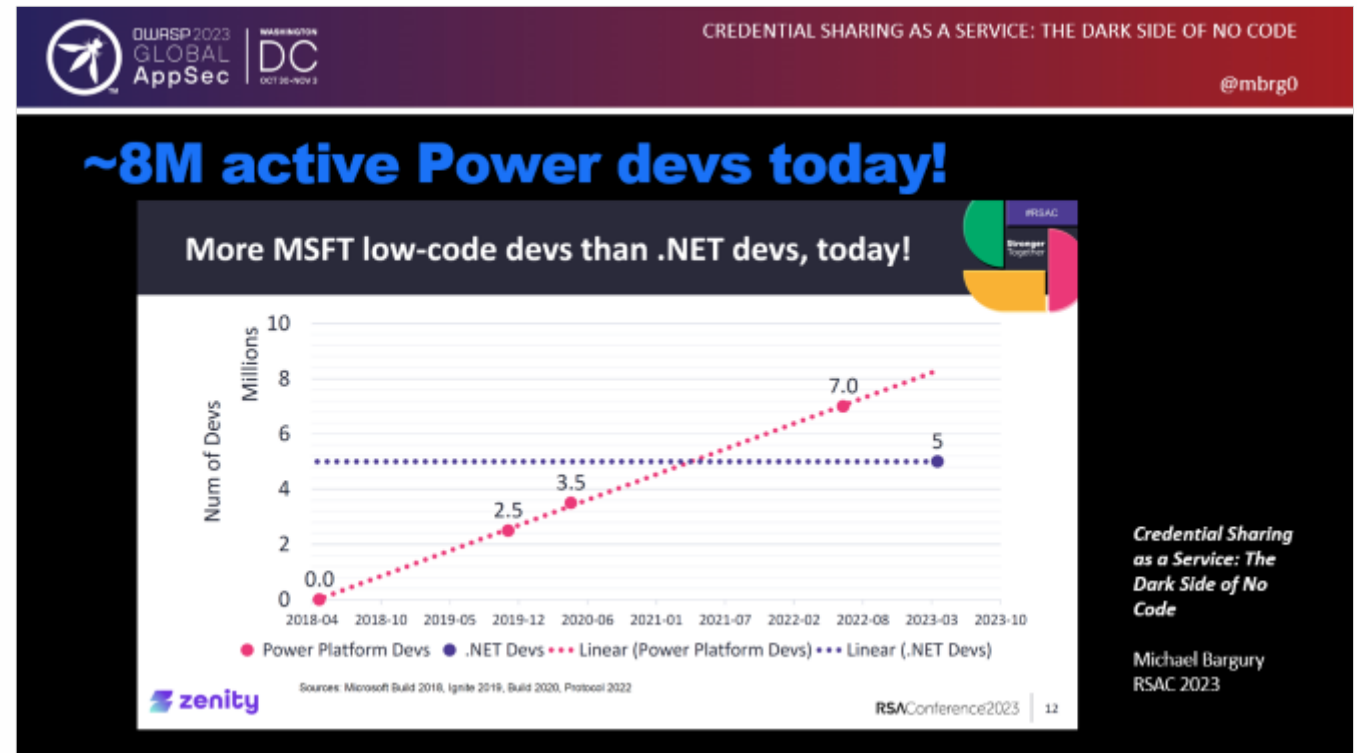 OWASP 2023
GLOBAL
AppSec
WASHINGTON
DC
OCT 30-NOV 3
CREDENTIAL SHARING AS A SERVICE: THE DARK SIDE OF NO CODE
@mbrg0
~8M active Power devs today!
More MSFT low-code devs than .NET devs, today!
#RSAC
Stronger
Together
Num of Devs
Millions
10
8
6
4
2
0
0.0
2.5
3.5
7.0
5
2018-04 2018-10 2019-05 2019-12 2020-06 2021-01 2021-07 2022-02 2022-08 2023-03 2023-10
Power Platform Devs .NET Devs Linear (Power Platform Devs) Linear (.NET Devs)
Sources: Microsoft Build 2018, Ignite 2019, Build 2020, Protocol 2022
zenity
RSAConference2023 12
Credential Sharing
as a Service: The
Dark Side of No
Code
Michael Bargury
RSAC 2023